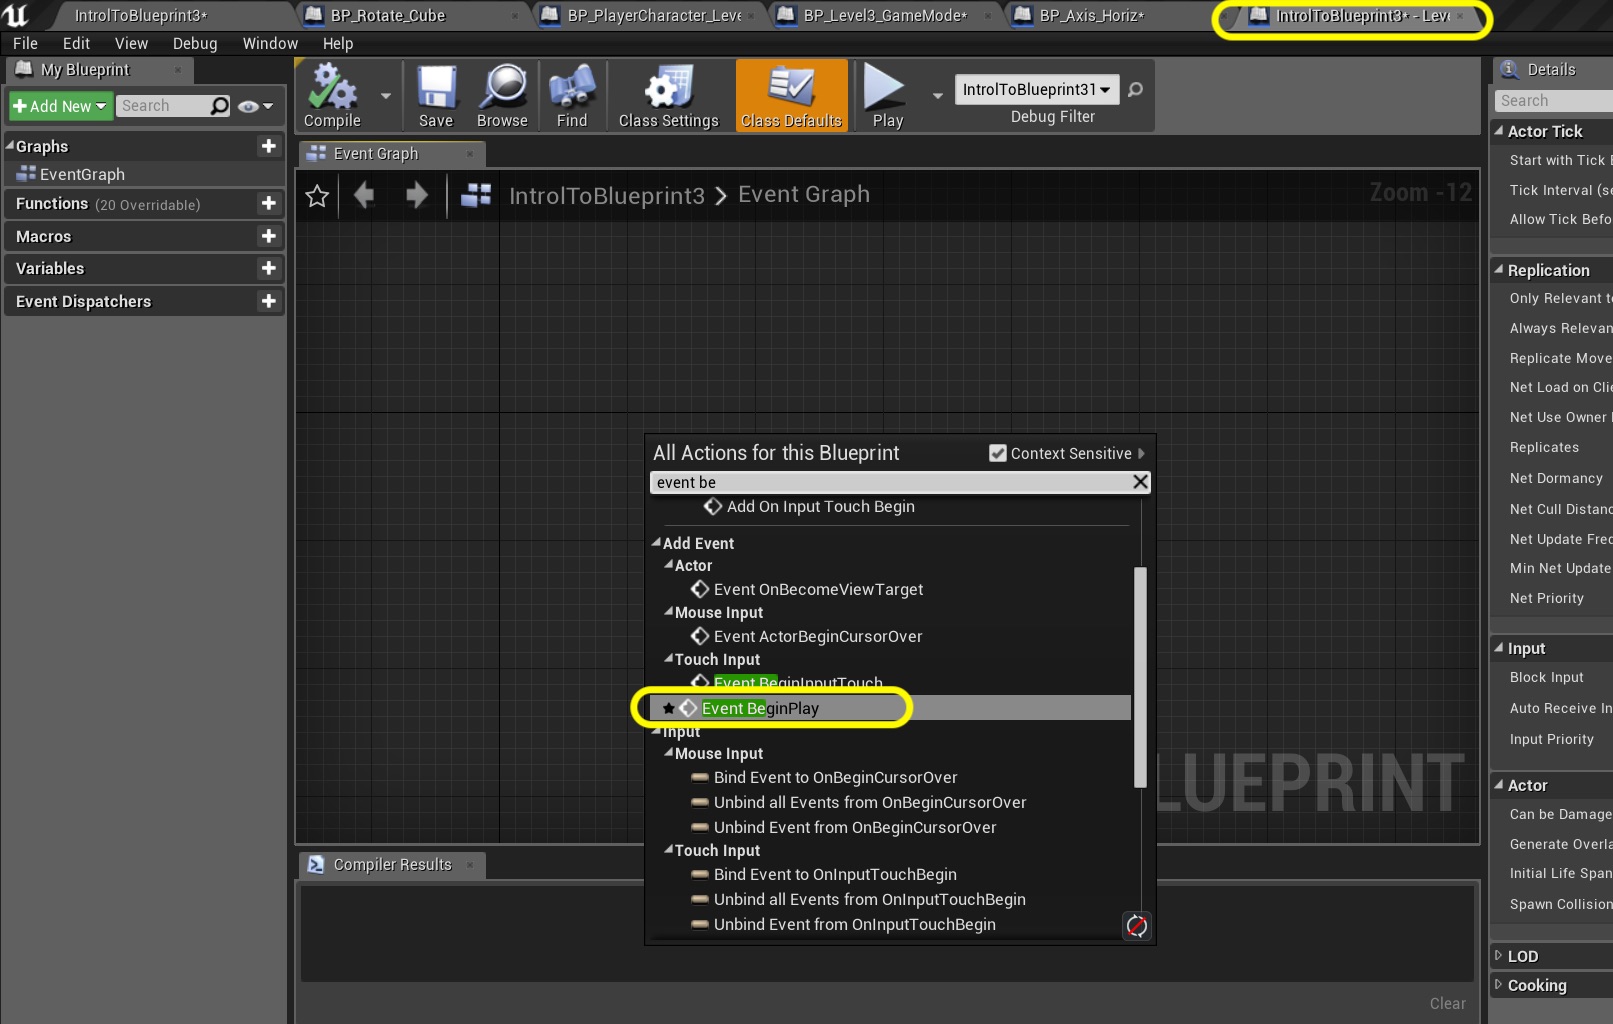 IntrolToBlueprint3*
BP_Rotate_Cube
BP_PlayerCharacter_Leve
BP_Level3_GameMode*
BP_Axis_Horiz*
IntrolToBlueprint3* - Leve
File Edit View Debug Window Help
My Blueprint
Add New
Search
Graphs
EventGraph
Functions (20 Overridable)
Macros
Variables
Event Dispatchers
Compile
Save
Browse
Find
Class Settings
Class Defaults
Play
IntrolToBlueprint31
Debug Filter
Event Graph
IntrolToBlueprint3 > Event Graph
Zoom -12
All Actions for this Blueprint
Context Sensitive
event be
Add On Input Touch Begin
Add Event
Actor
Event OnBecomeViewTarget
Mouse Input
Event ActorBeginCursorOver
Touch Input
Event BeginInputTouch
Event BeginPlay
Input
Mouse Input
Bind Event to OnBeginCursorOver
Unbind all Events from OnBeginCursorOver
Unbind Event from OnBeginCursorOver
Touch Input
Bind Event to OnInputTouchBegin
Unbind all Events from OnInputTouchBegin
Unbind Event from OnInputTouchBegin
LUEPRINT
Compiler Results
Clear
Details
Search
Actor Tick
Start with Tick E
Tick Interval (se
Allow Tick Befo
Replication
Only Relevant to
Always Relevan
Replicate Move
Net Load on Clie
Net Use Owner
Replicates
Net Dormancy
Net Cull Distanc
Net Update Freq
Min Net Update
Net Priority
Input
Block Input
Auto Receive In
Input Priority
Actor
Can be Damage
Generate Overla
Initial Life Span
Spawn Collision
LOD
Cooking